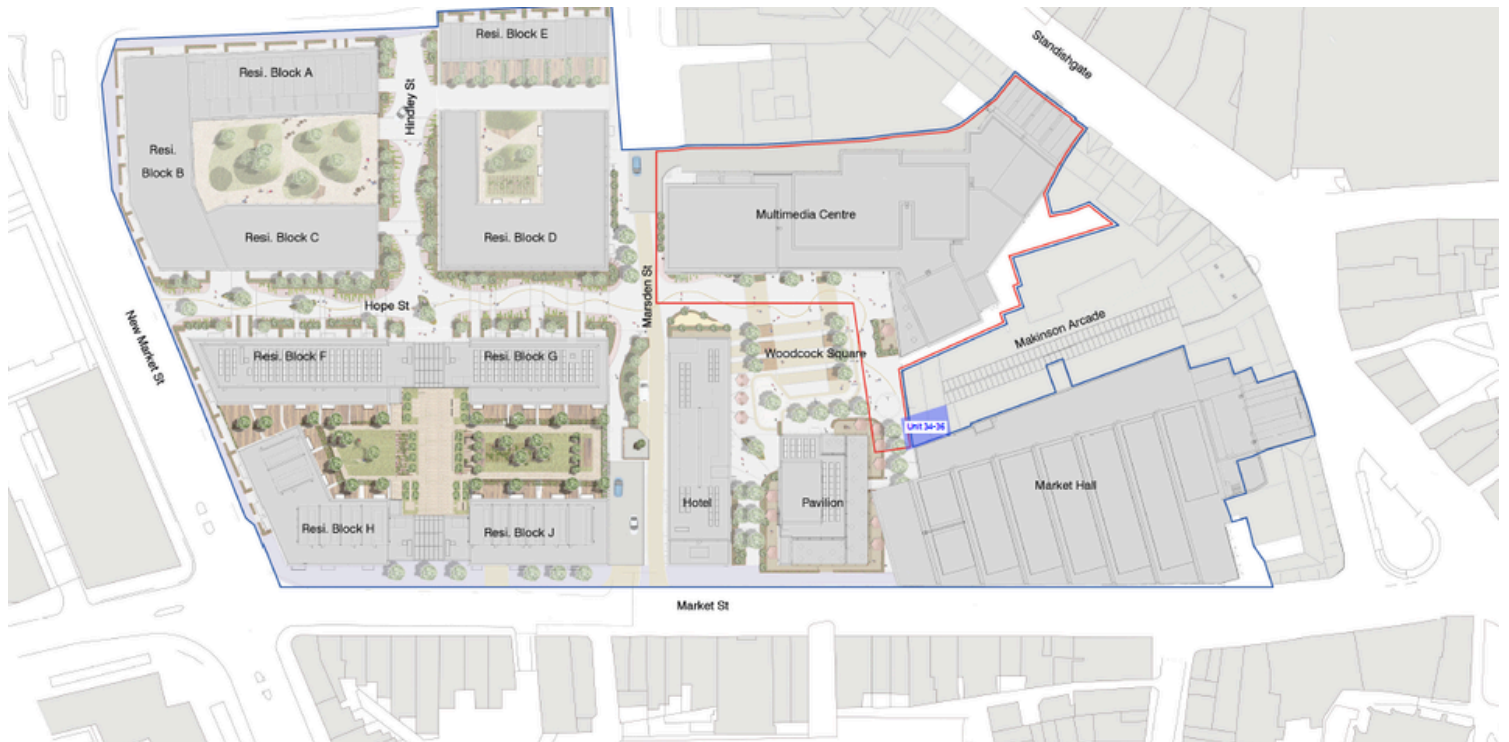 Resi. Block E
Standishgate
Resi. Block A
Hindley St
Resi.
Block B
Multimedia Centre
Resi. Block C
Resi. Block D
Marsden St
Hope St
New Market St
Makinson Arcade
Resi. Block F
Resi. Block G
Woodcock Square
Unit 34-36
Market Hall
Hotel
Pavilion
Resi. Block H
Resi. Block J
Market St